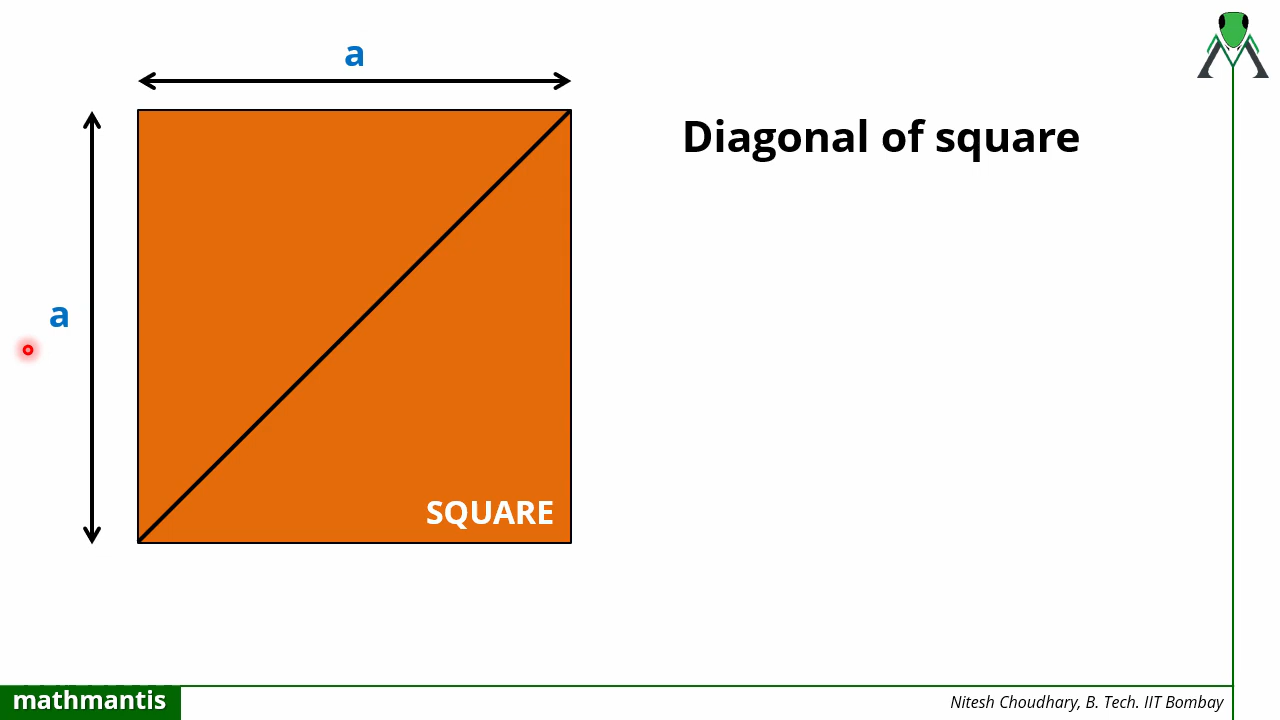 a
Diagonal of square
a
SQUARE
mathmantis
Nitesh Choudhary, B. Tech. IIT Bombay